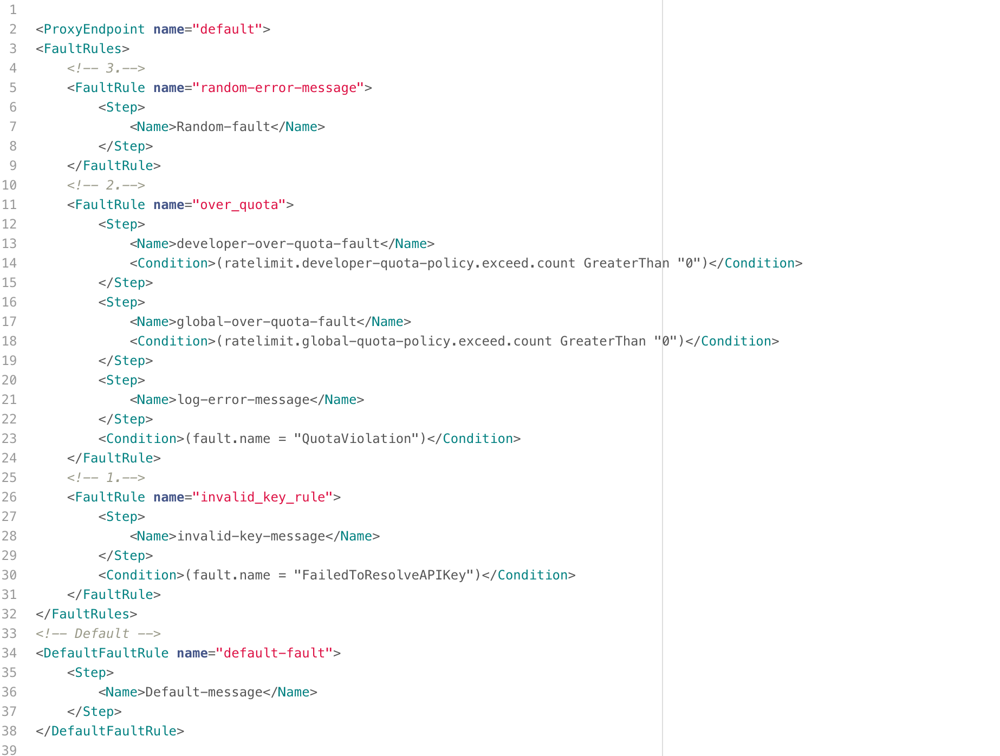 1
2 <ProxyEndpoint name="default">
3 <FaultRules>
4     <!-- 3.-->
5     <FaultRule name="random-error-message">
6         <Step>
7             <Name>Random-fault</Name>
8         </Step>
9     </FaultRule>
10     <!-- 2.-->
11     <FaultRule name="over_quota">
12         <Step>
13             <Name>developer-over-quota-fault</Name>
14             <Condition>(ratelimit.developer-quota-policy.exceed.count GreaterThan "0")</Condition>
15         </Step>
16         <Step>
17             <Name>global-over-quota-fault</Name>
18             <Condition>(ratelimit.global-quota-policy.exceed.count GreaterThan "0")</Condition>
19         </Step>
20         <Step>
21             <Name>log-error-message</Name>
22         </Step>
23         <Condition>(fault.name = "QuotaViolation")</Condition>
24     </FaultRule>
25     <!-- 1.-->
26     <FaultRule name="invalid_key_rule">
27         <Step>
28             <Name>invalid-key-message</Name>
29         </Step>
30         <Condition>(fault.name = "FailedToResolveAPIKey")</Condition>
31     </FaultRule>
32 </FaultRules>
33 <!-- Default -->
34 <DefaultFaultRule name="default-fault">
35     <Step>
36         <Name>Default-message</Name>
37     </Step>
38 </DefaultFaultRule>
39